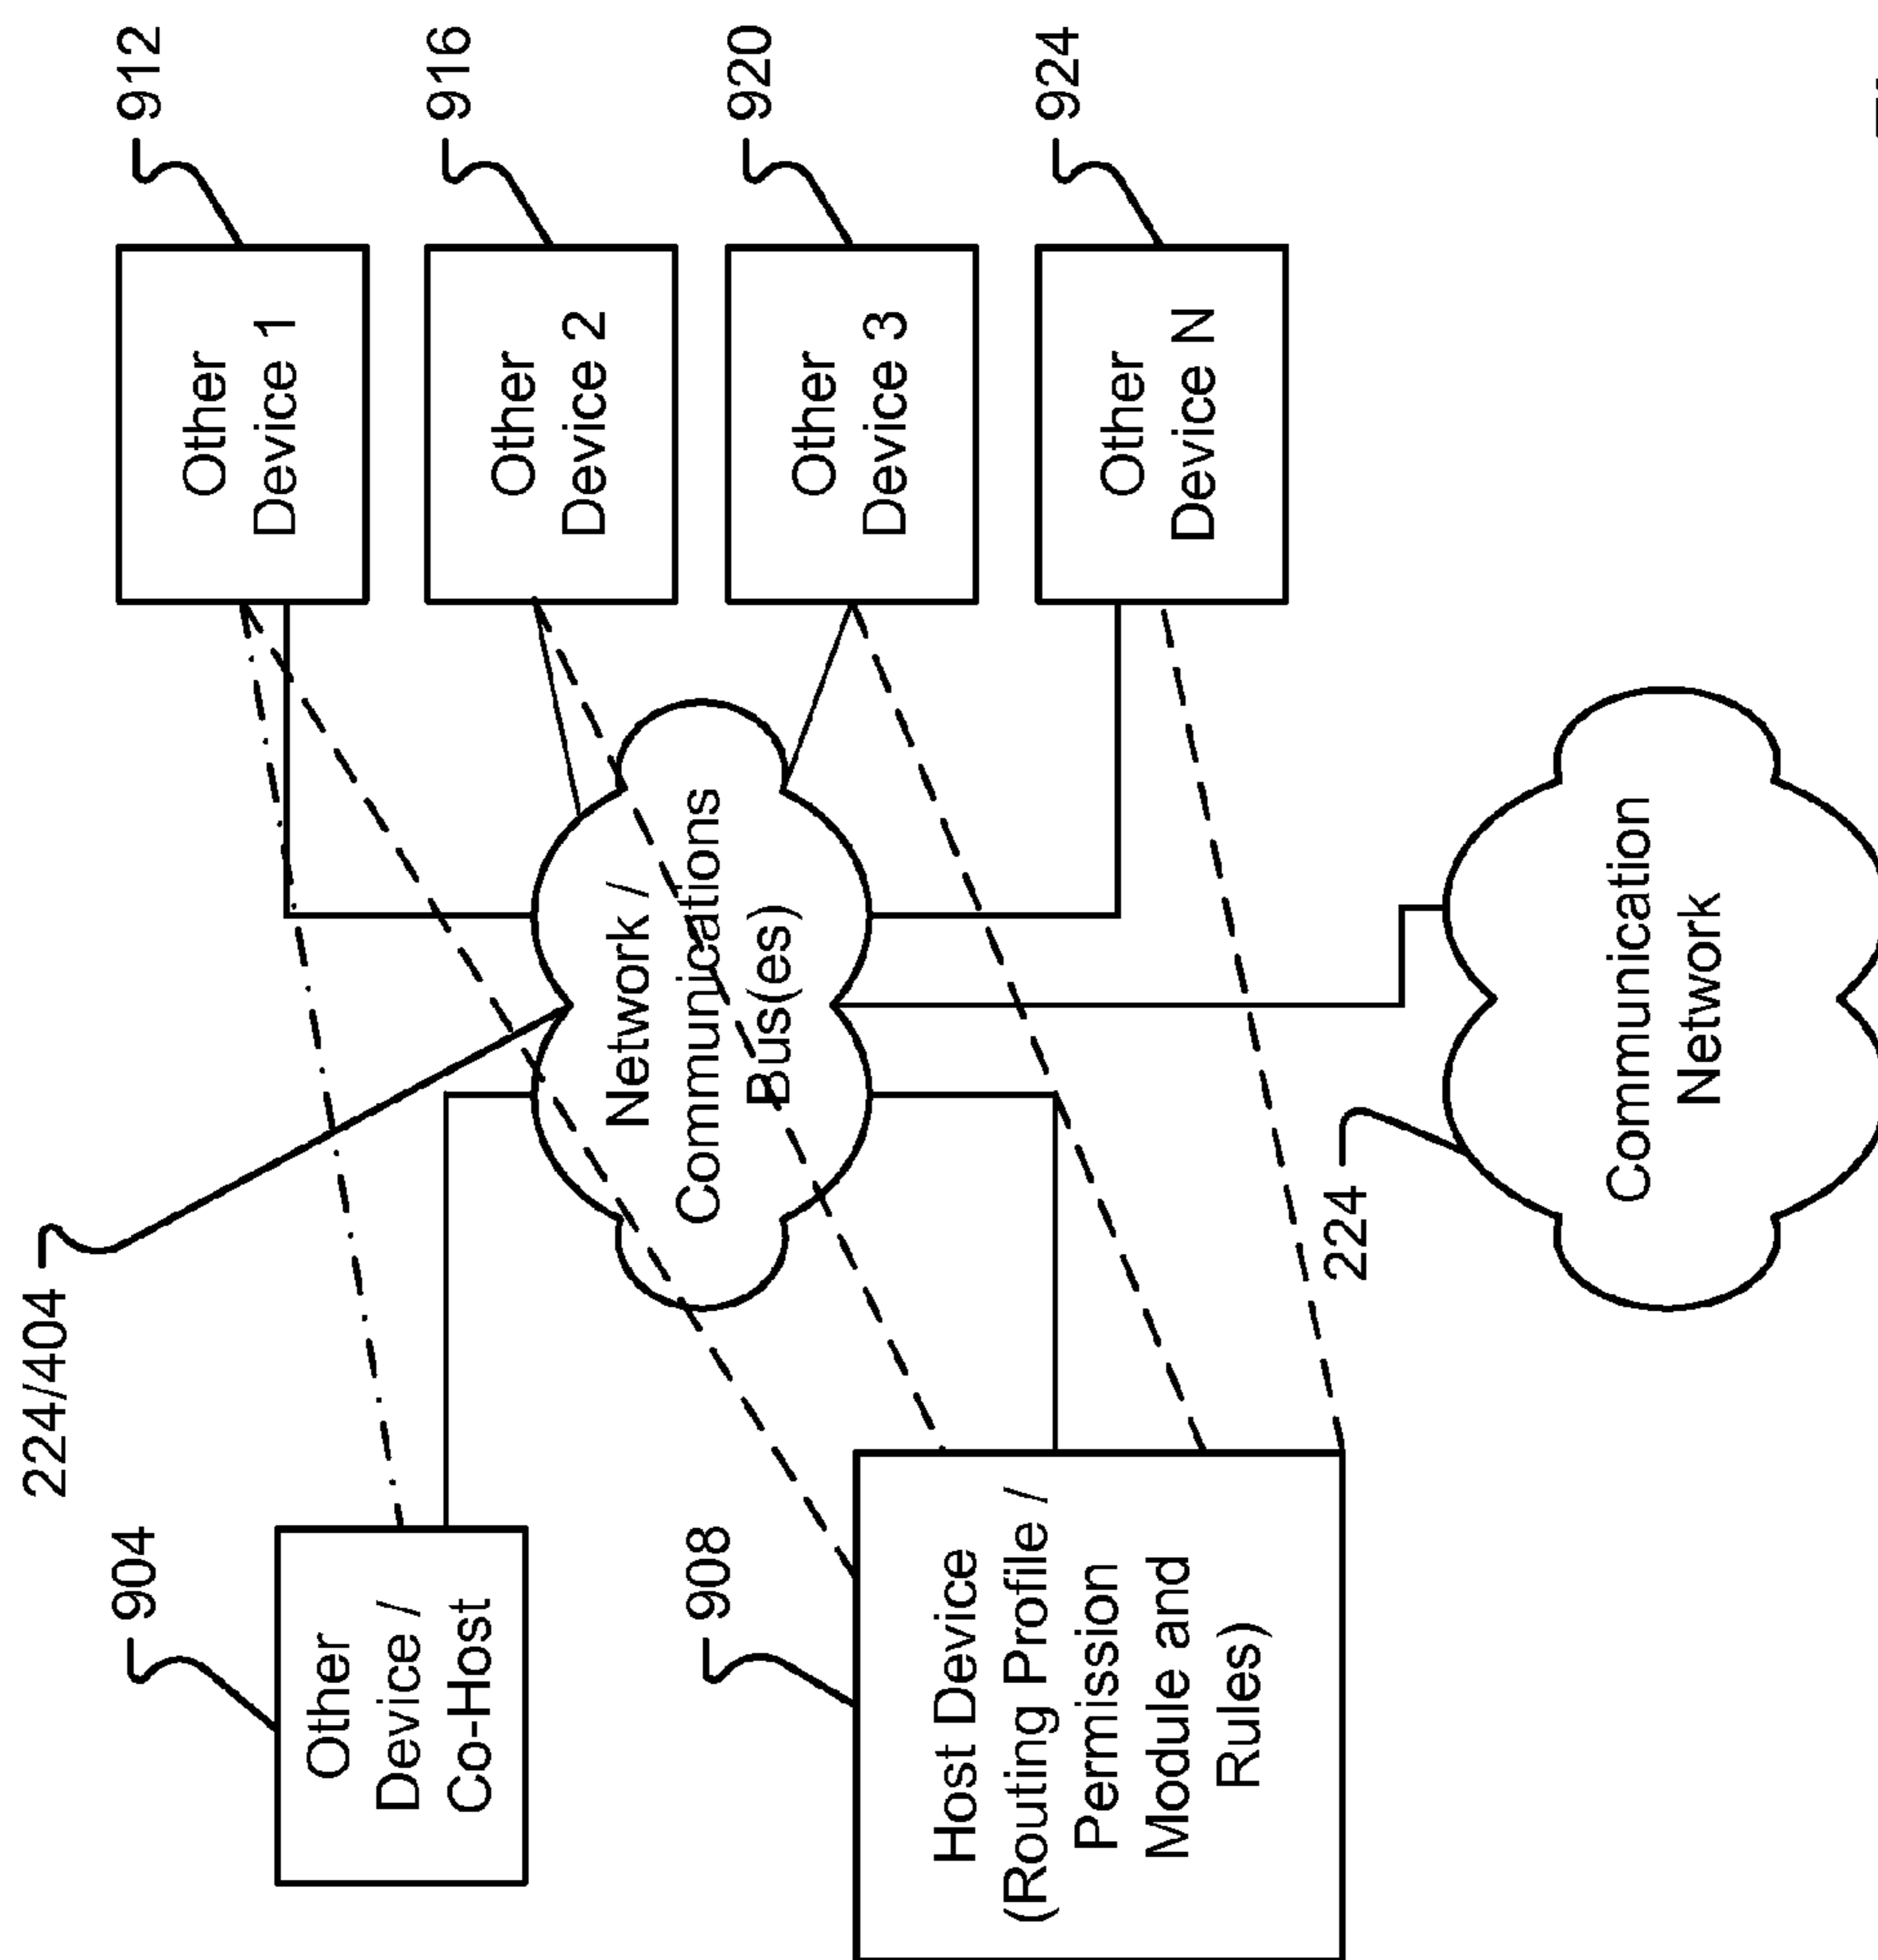 904
Other
Device /
Co-Host
224/404
Other
Device 1
912
Other
Device 2
916
Network /
Communications
Bus(es)
Other
Device 3
920
908
Host Device
(Routing Profile /
Permission
Module and
Rules)
Other
Device N
924
224
Communication
Network